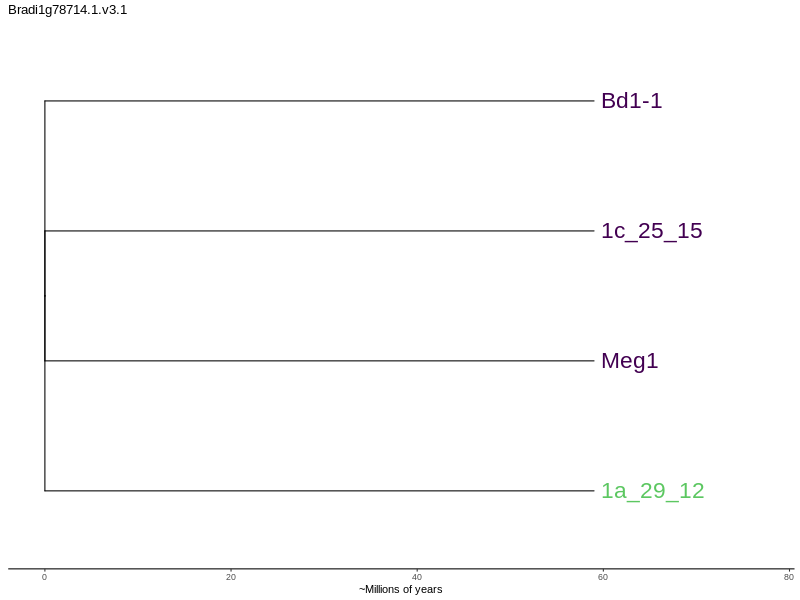 Bradi1g78714.1.v3.1
Bd1-1
1c_25_15
Meg1
1a_29_12
0 20 40 60 80
~Millions of years